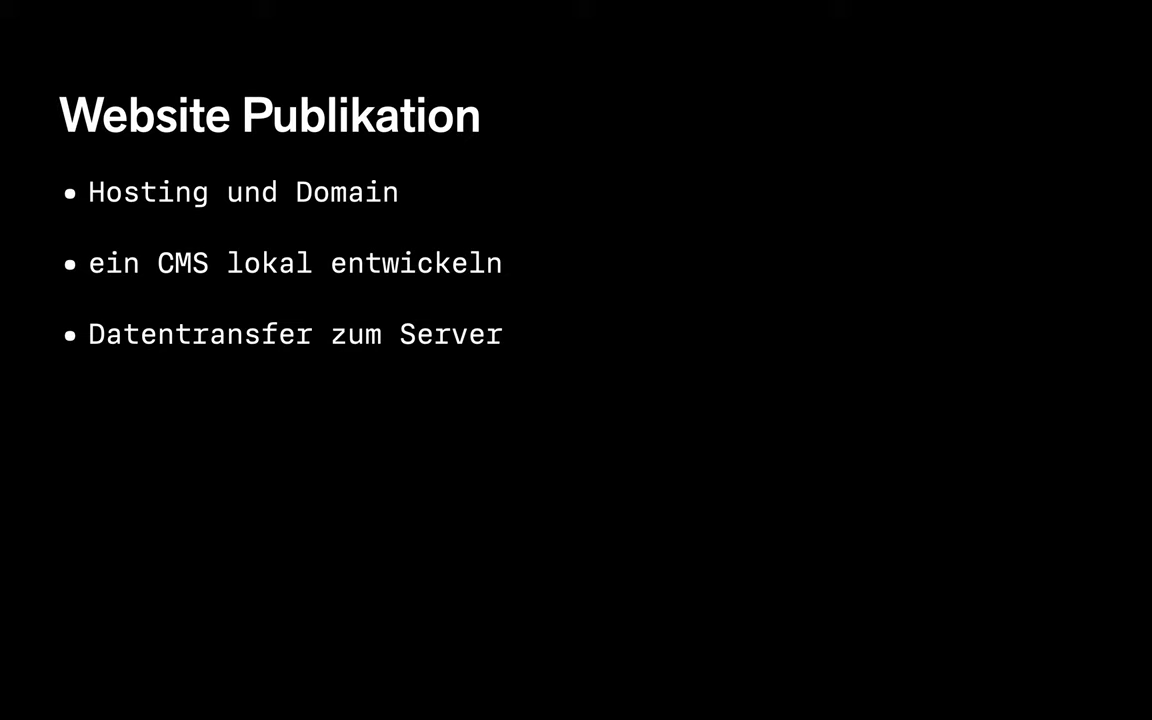 Website Publikation
• Hosting und Domain
• ein CMS lokal entwickeln
• Datentransfer zum Server